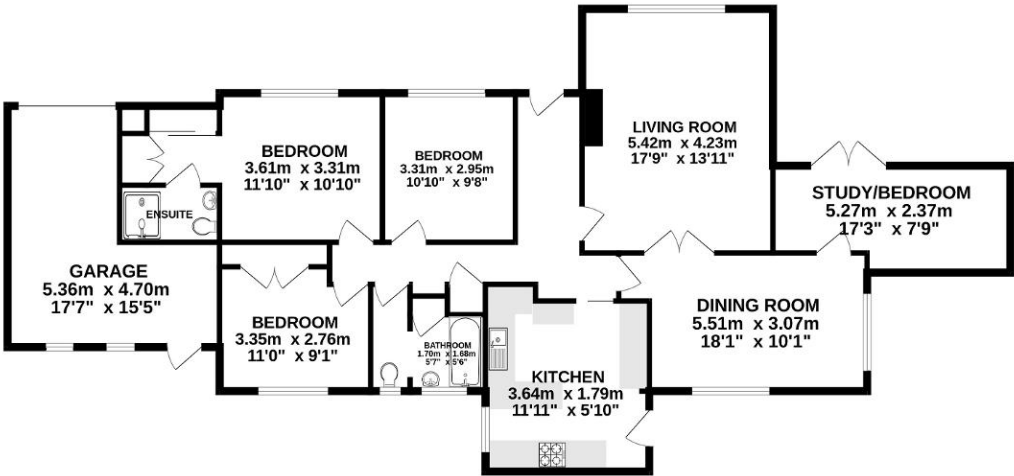 LIVING ROOM
5.42m x 4.23m
17'9" x 13'11"
BEDROOM
3.61m x 3.31m
11'10" x 10'10"
BEDROOM
3.31m x 2.95m
10'10" x 9'8"
STUDY/BEDROOM
5.27m x 2.37m
17'3" x 7'9"
ENSUITE
GARAGE
5.36m x 4.70m
17'7" x 15'5"
BEDROOM
3.35m x 2.76m
11'0" x 9'1"
BATHROOM
1.70m x 1.68m
5'7" x 5'6"
KITCHEN
3.64m x 1.79m
11'11" x 5'10"
DINING ROOM
5.51m x 3.07m
18'1" x 10'1"